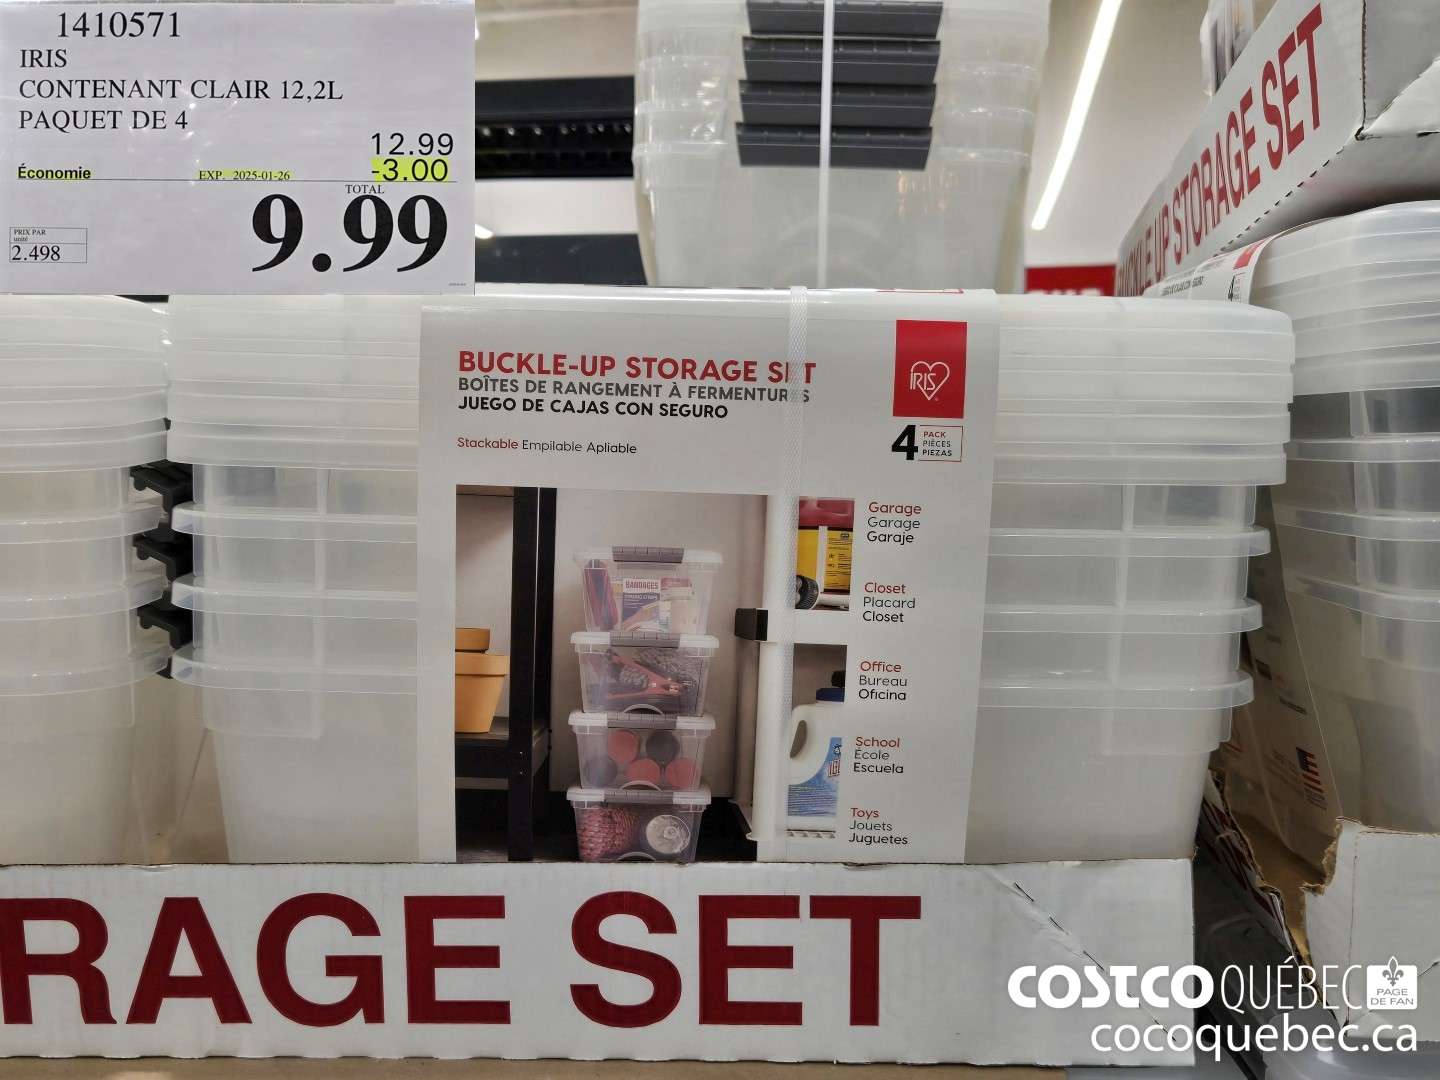 1410571
IRIS
CONTENANT CLAIR 12,2L
PAQUET DE 4
12.99
Économie EXP. 2025-01-26 -3.00
TOTAL
9.99
PRIX PAR
unité
2.498
BUCKLE-UP STORAGE SET
BOÎTES DE RANGEMENT À FERMENTURES
JUEGO DE CAJAS CON SEGURO
Stackable Empilable Apliable
IRIS
4 PACK
PIÈCES
PIEZAS
Garage
Garage
Garaje
Closet
Placard
Closet
Office
Bureau
Oficina
School
École
Escuela
Toys
Jouets
Juguetes
BANDAGES
BUCKLE UP STORAGE SET
RAGE SET
COSTCO QUÉBEC PAGE
DE FAN
cocoquebec.ca